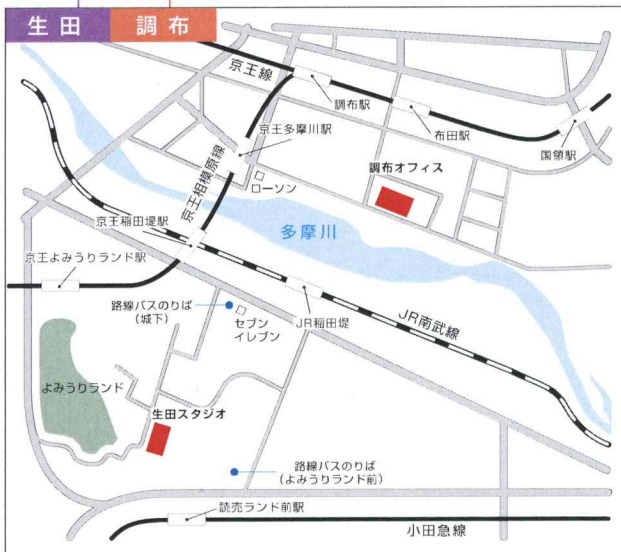 生田
調布
京王線
調布駅
布田駅
国領駅
京王多摩川駅
京王相模原線
ローソン
調布オフィス
京王稲田堤駅
多摩川
京王よみうりランド駅
路線バスのりば
(城下)
セブン
イレブン
JR稲田堤
JR南武線
よみうりランド
生田スタジオ
路線バスのりば
(よみうりランド前)
読売ランド前駅
小田急線